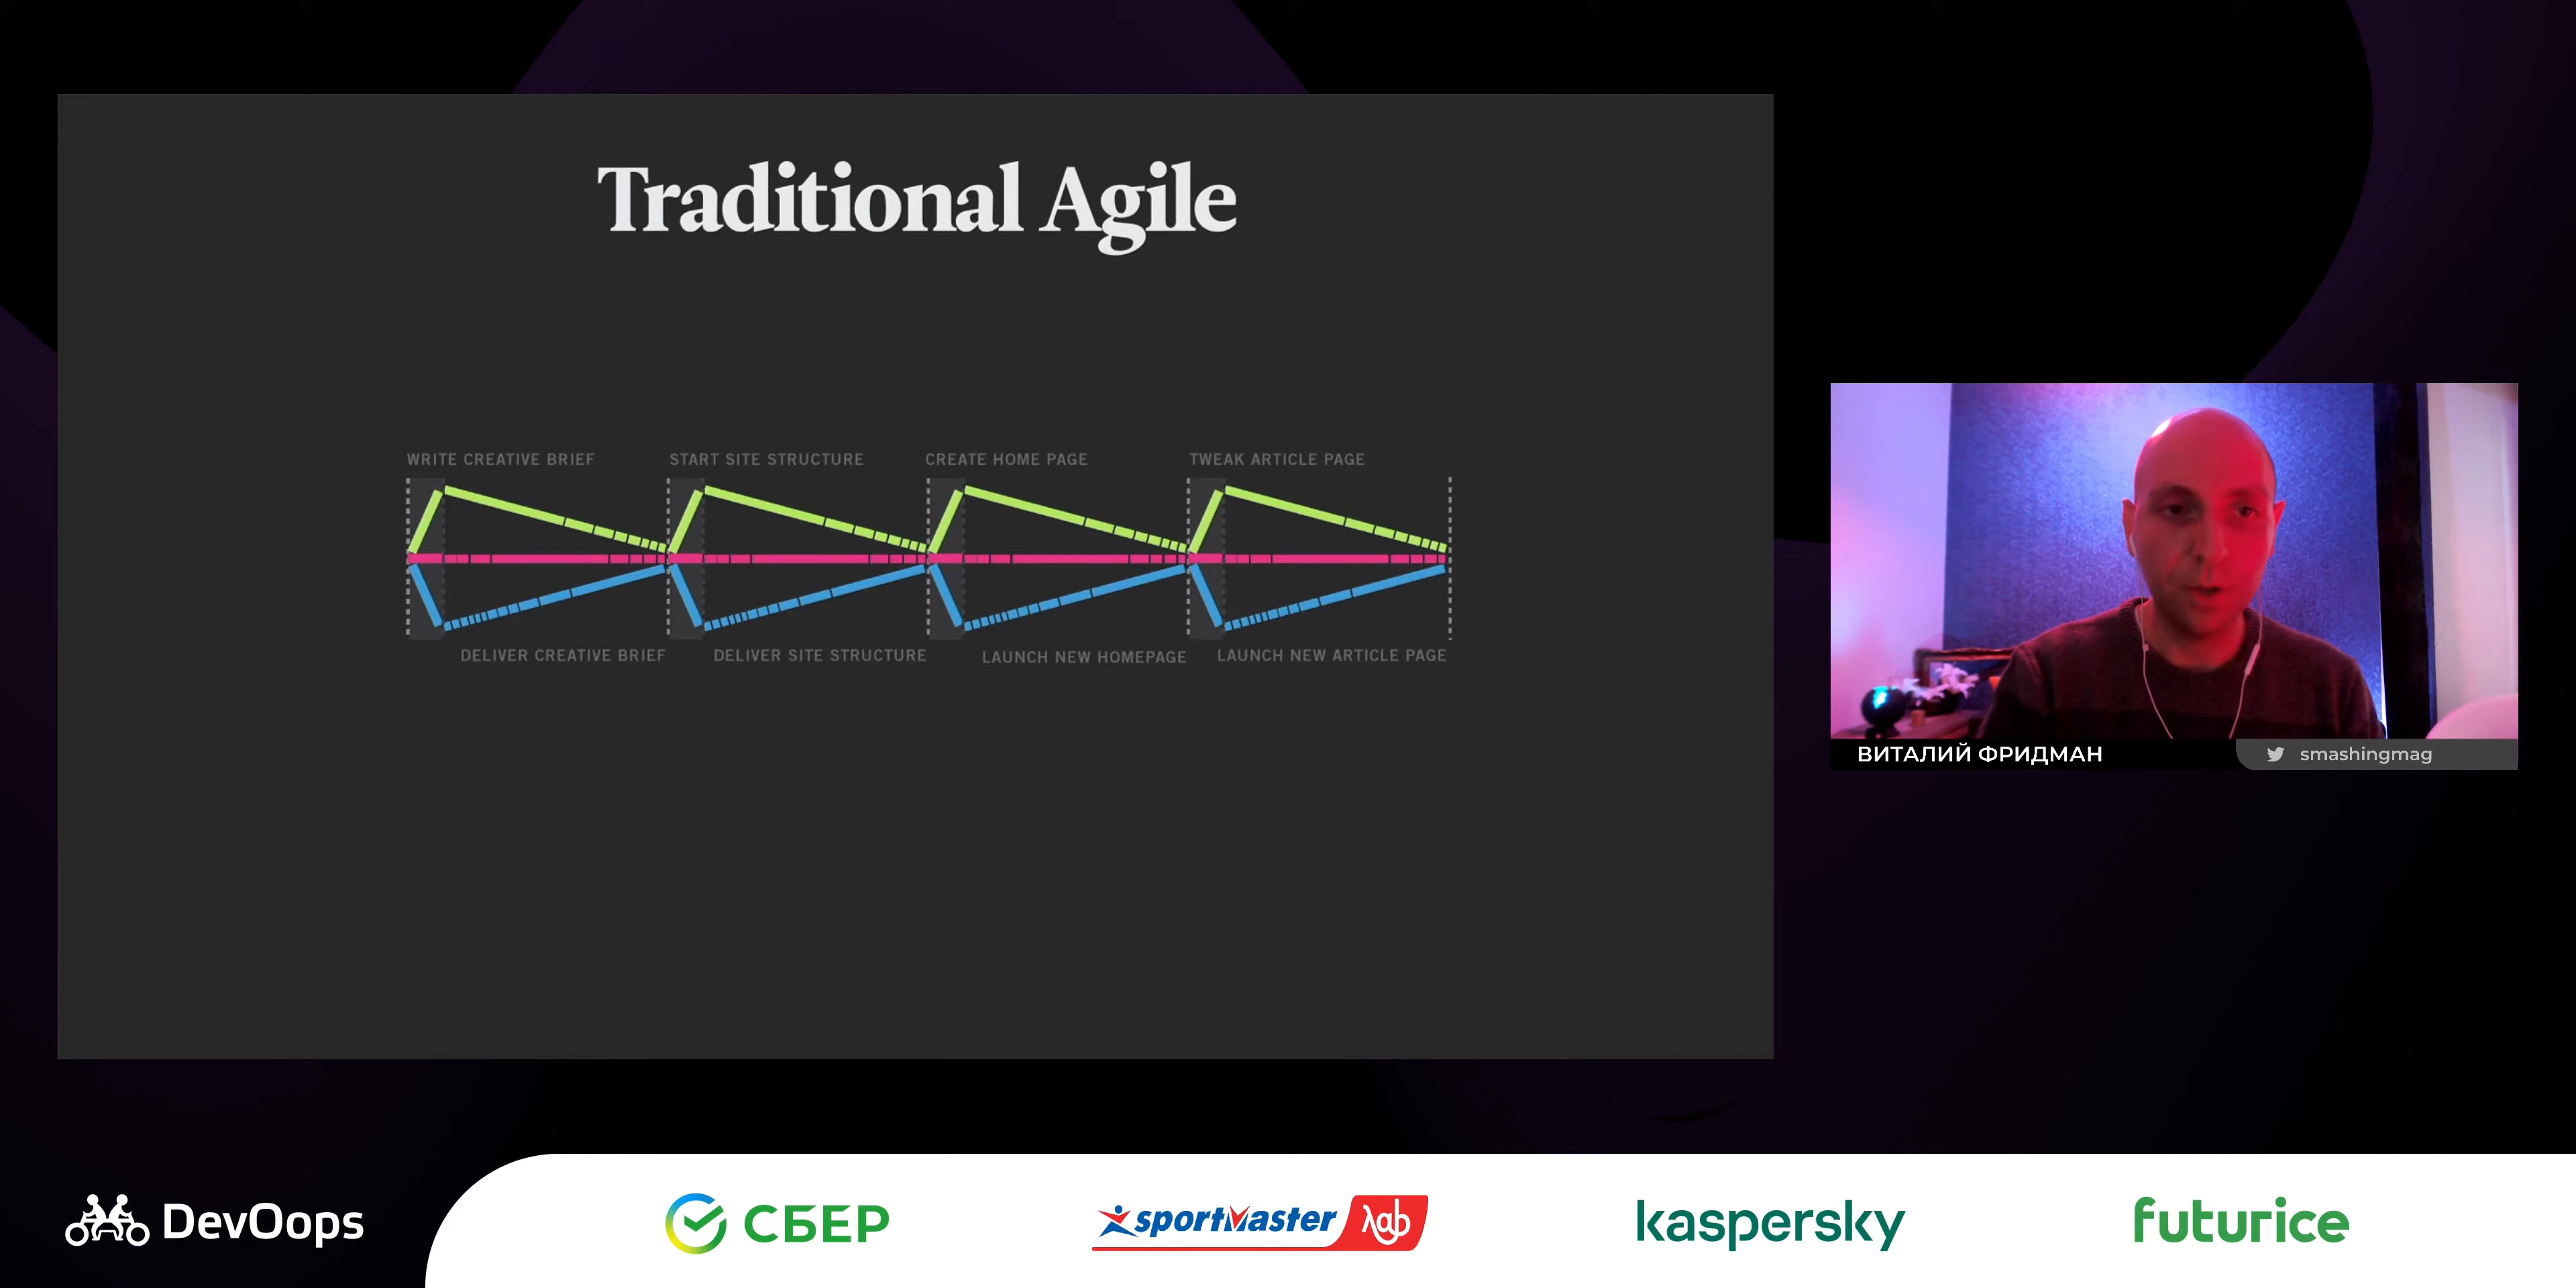 Traditional Agile
WRITE CREATIVE BRIEF
START SITE STRUCTURE
CREATE HOME PAGE
TWEAK ARTICLE PAGE
DELIVER CREATIVE BRIEF
DELIVER SITE STRUCTURE
LAUNCH NEW HOMEPAGE
LAUNCH NEW ARTICLE PAGE
ВИТАЛИЙ ФРИДМАН
smashingmag
DevOops
СБЕР
sportmaster лab
kaspersky
futurice